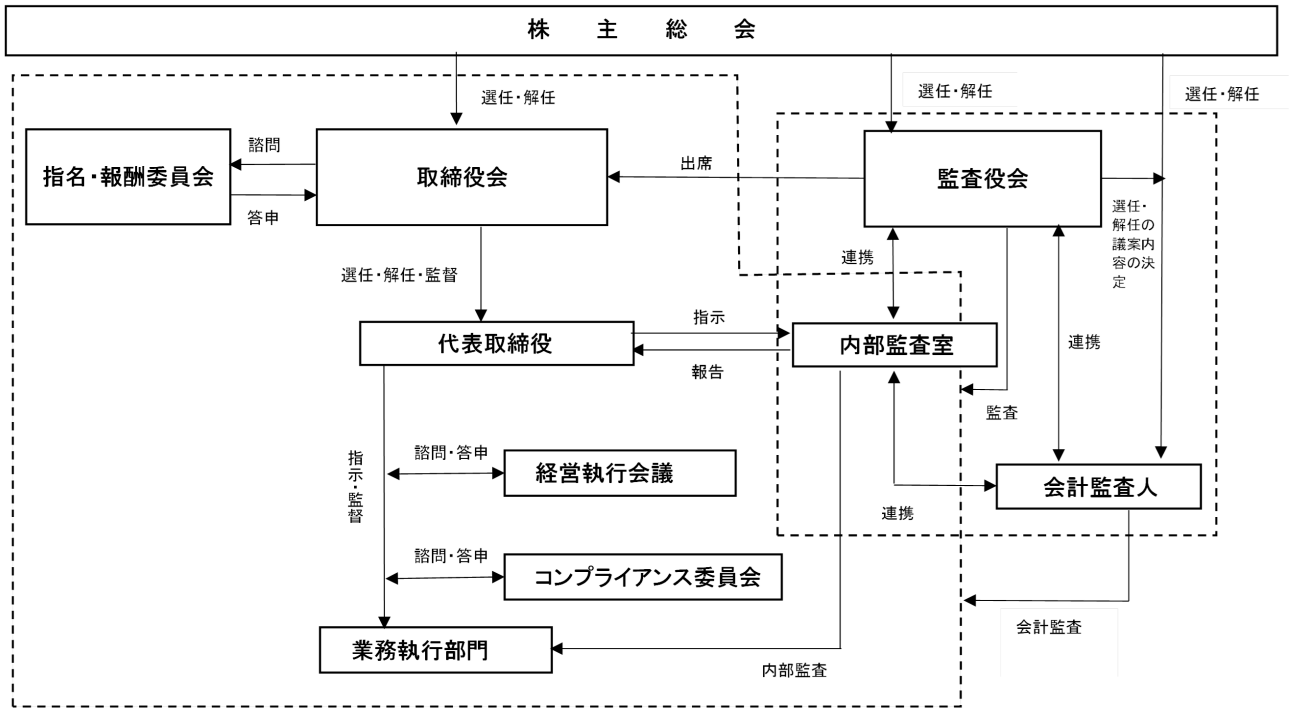 株主総会
選任・解任
選任・解任
選任・解任
指名・報酬委員会
諮問
答申
取締役会
出席
監査役会
選任・
解任の
議案内
容の決
定
選任・解任・監督
連携
代表取締役
指示
報告
内部監査室
連携
監査
指示・監督
諮問・答申
経営執行会議
会計監査人
連携
諮問・答申
コンプライアンス委員会
会計監査
業務執行部門
内部監査